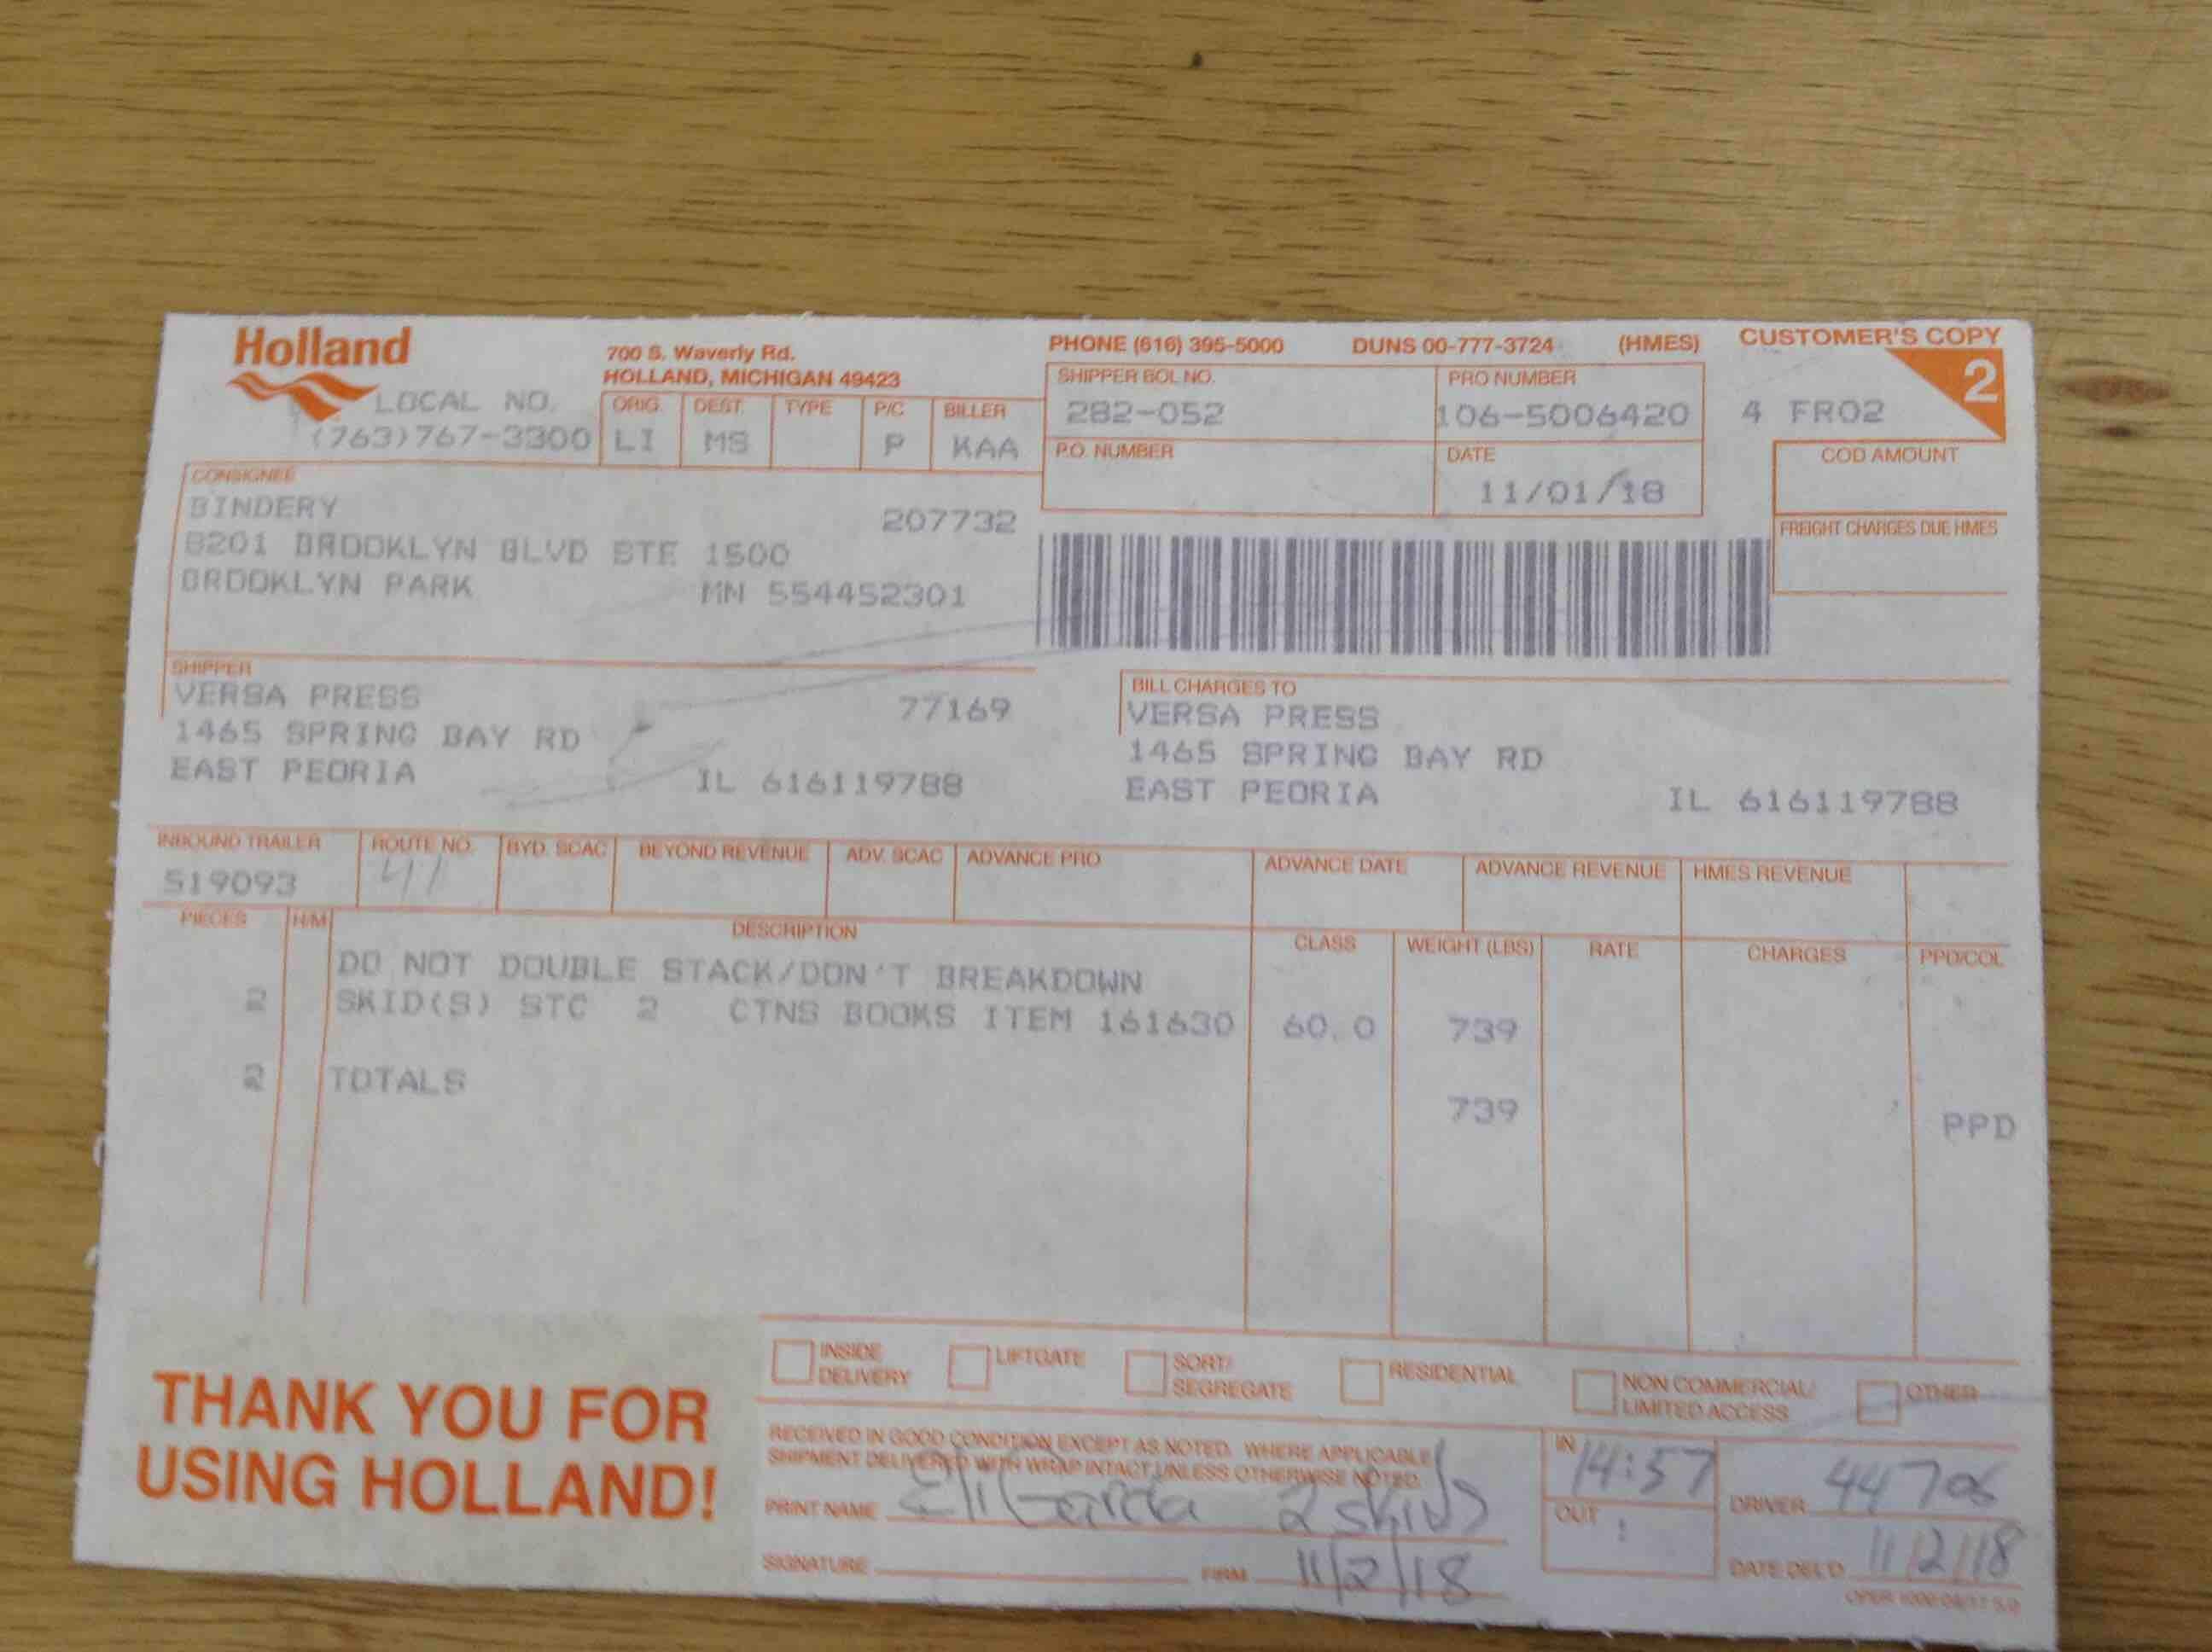 Holland
700 S. Waverly Rd.
HOLLAND, MICHIGAN 49423
PHONE (616) 395-5000 DUNS 00-777-3724 (HMES)
CUSTOMER'S COPY
2
LOCAL NO.
(763)767-3300
ORIG. DEST. TYPE P/C BILLER
LI MS P KAA
SHIPPER BOL NO. PRO NUMBER
282-052 106-5006420 4 FR02
P.O. NUMBER DATE
11/01/18
COD AMOUNT
FREIGHT CHARGES DUE HMES
CONSIGNEE
BINDERY 207732
8201 BROOKLYN BLVD STE 1500
BROOKLYN PARK MN 554452301
SHIPPER
VERSA PRESS 77169
1465 SPRING BAY RD
EAST PEORIA IL 616119788
BILL CHARGES TO
VERSA PRESS
1465 SPRING BAY RD
EAST PEORIA IL 616119788
INBOUND TRAILER ROUTE NO. BYD. SCAC BEYOND REVENUE ADV. SCAC ADVANCE PRO ADVANCE DATE ADVANCE REVENUE HMES REVENUE
519093 41
PIECES H/M DESCRIPTION CLASS WEIGHT (LBS) RATE CHARGES PPD/COL
DO NOT DOUBLE STACK/DON'T BREAKDOWN
2 SKID(S) STC 2 CTNS BOOKS ITEM 161630 60.0 739
2 TOTALS 739 PPD
INSIDE DELIVERY LIFTGATE SORT/ SEGREGATE RESIDENTIAL NON COMMERCIAL/ LIMITED ACCESS OTHER
THANK YOU FOR
USING HOLLAND!
RECEIVED IN GOOD CONDITION EXCEPT AS NOTED. WHERE APPLICABLE
SHIPMENT DELIVERED WITH WRAP INTACT UNLESS OTHERWISE NOTED.
PRINT NAME Eli Garcia 2 skids
SIGNATURE FIRM 11/2/18
IN 14:57
OUT :
DRIVER 44706
DATE DEL'D 11/2/18